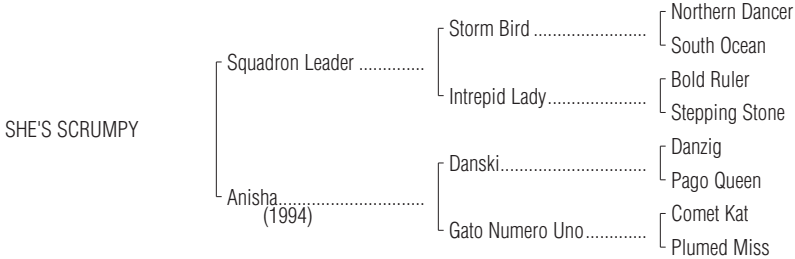 Northern Dancer
Storm Bird .......................
South Ocean
Squadron Leader ..............
Bold Ruler
Intrepid Lady....................
Stepping Stone
SHE'S SCRUMPY
Danzig
Danski..............................
Pago Queen
Anisha..............................
(1994)
Comet Kat
Gato Numero Uno.............
Plumed Miss